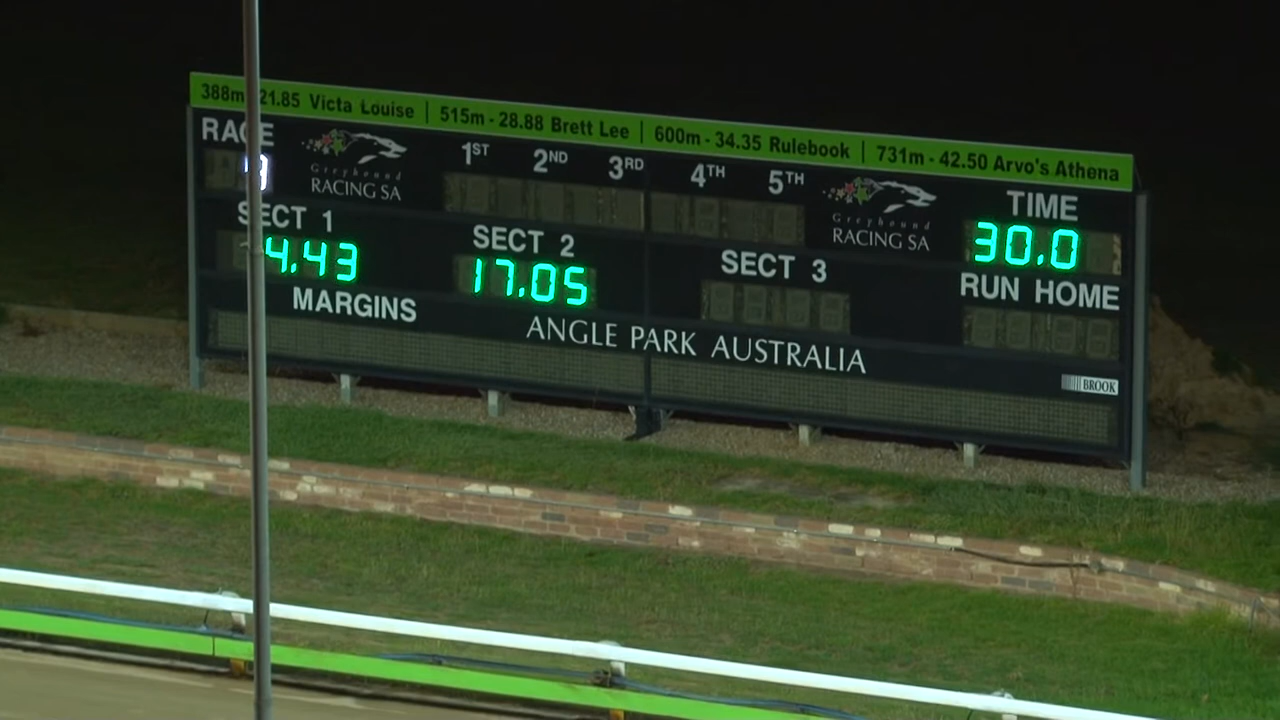 388m 21.85 Victa Louise | 515m - 28.88 Brett Lee | 600m - 34.35 Rulebook | 731m - 42.50 Arvo's Athena
RACE
Greyhound
RACING SA
1ST 2ND 3RD 4TH 5TH
Greyhound
RACING SA
TIME
30.0
SECT 1
4.43
SECT 2
17.05
SECT 3
RUN HOME
MARGINS
ANGLE PARK AUSTRALIA
BROOK